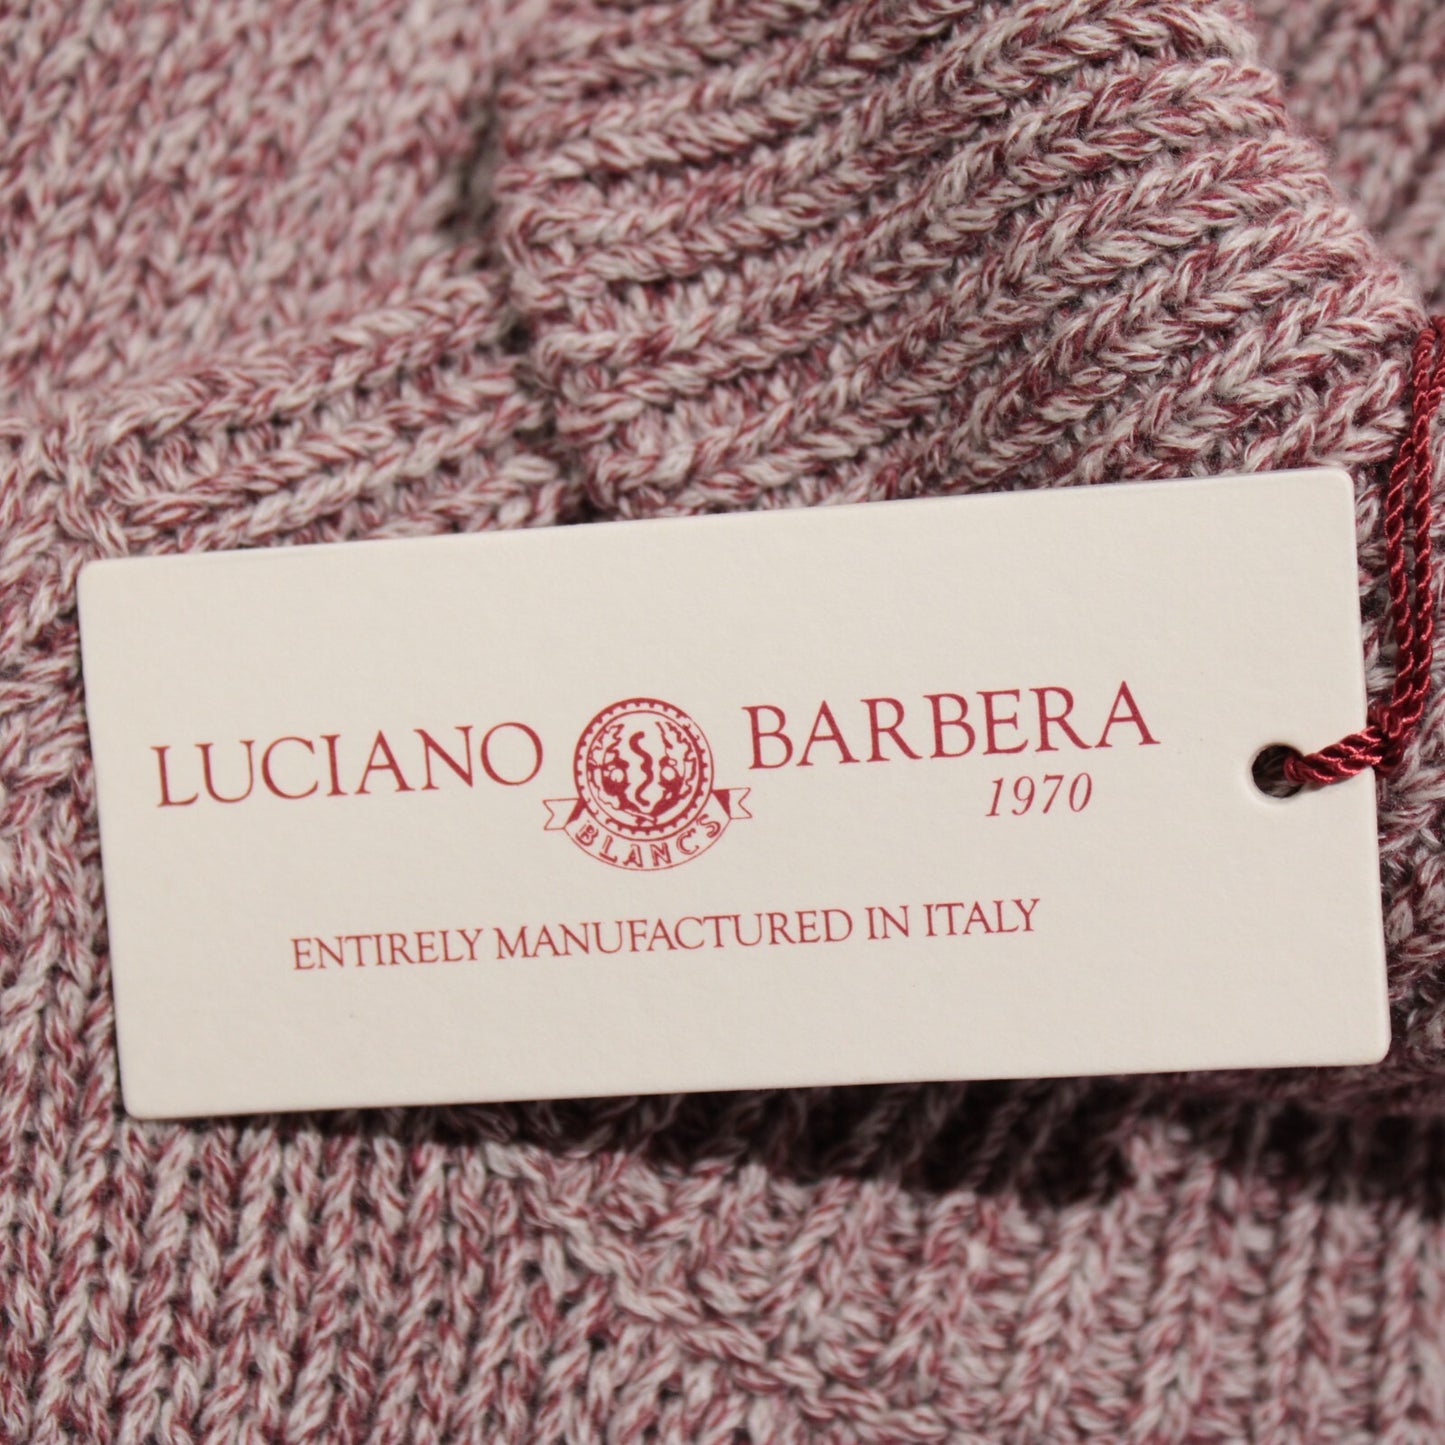 LUCIANO BARBERA
1970
BLANCS
ENTIRELY MANUFACTURED IN ITALY